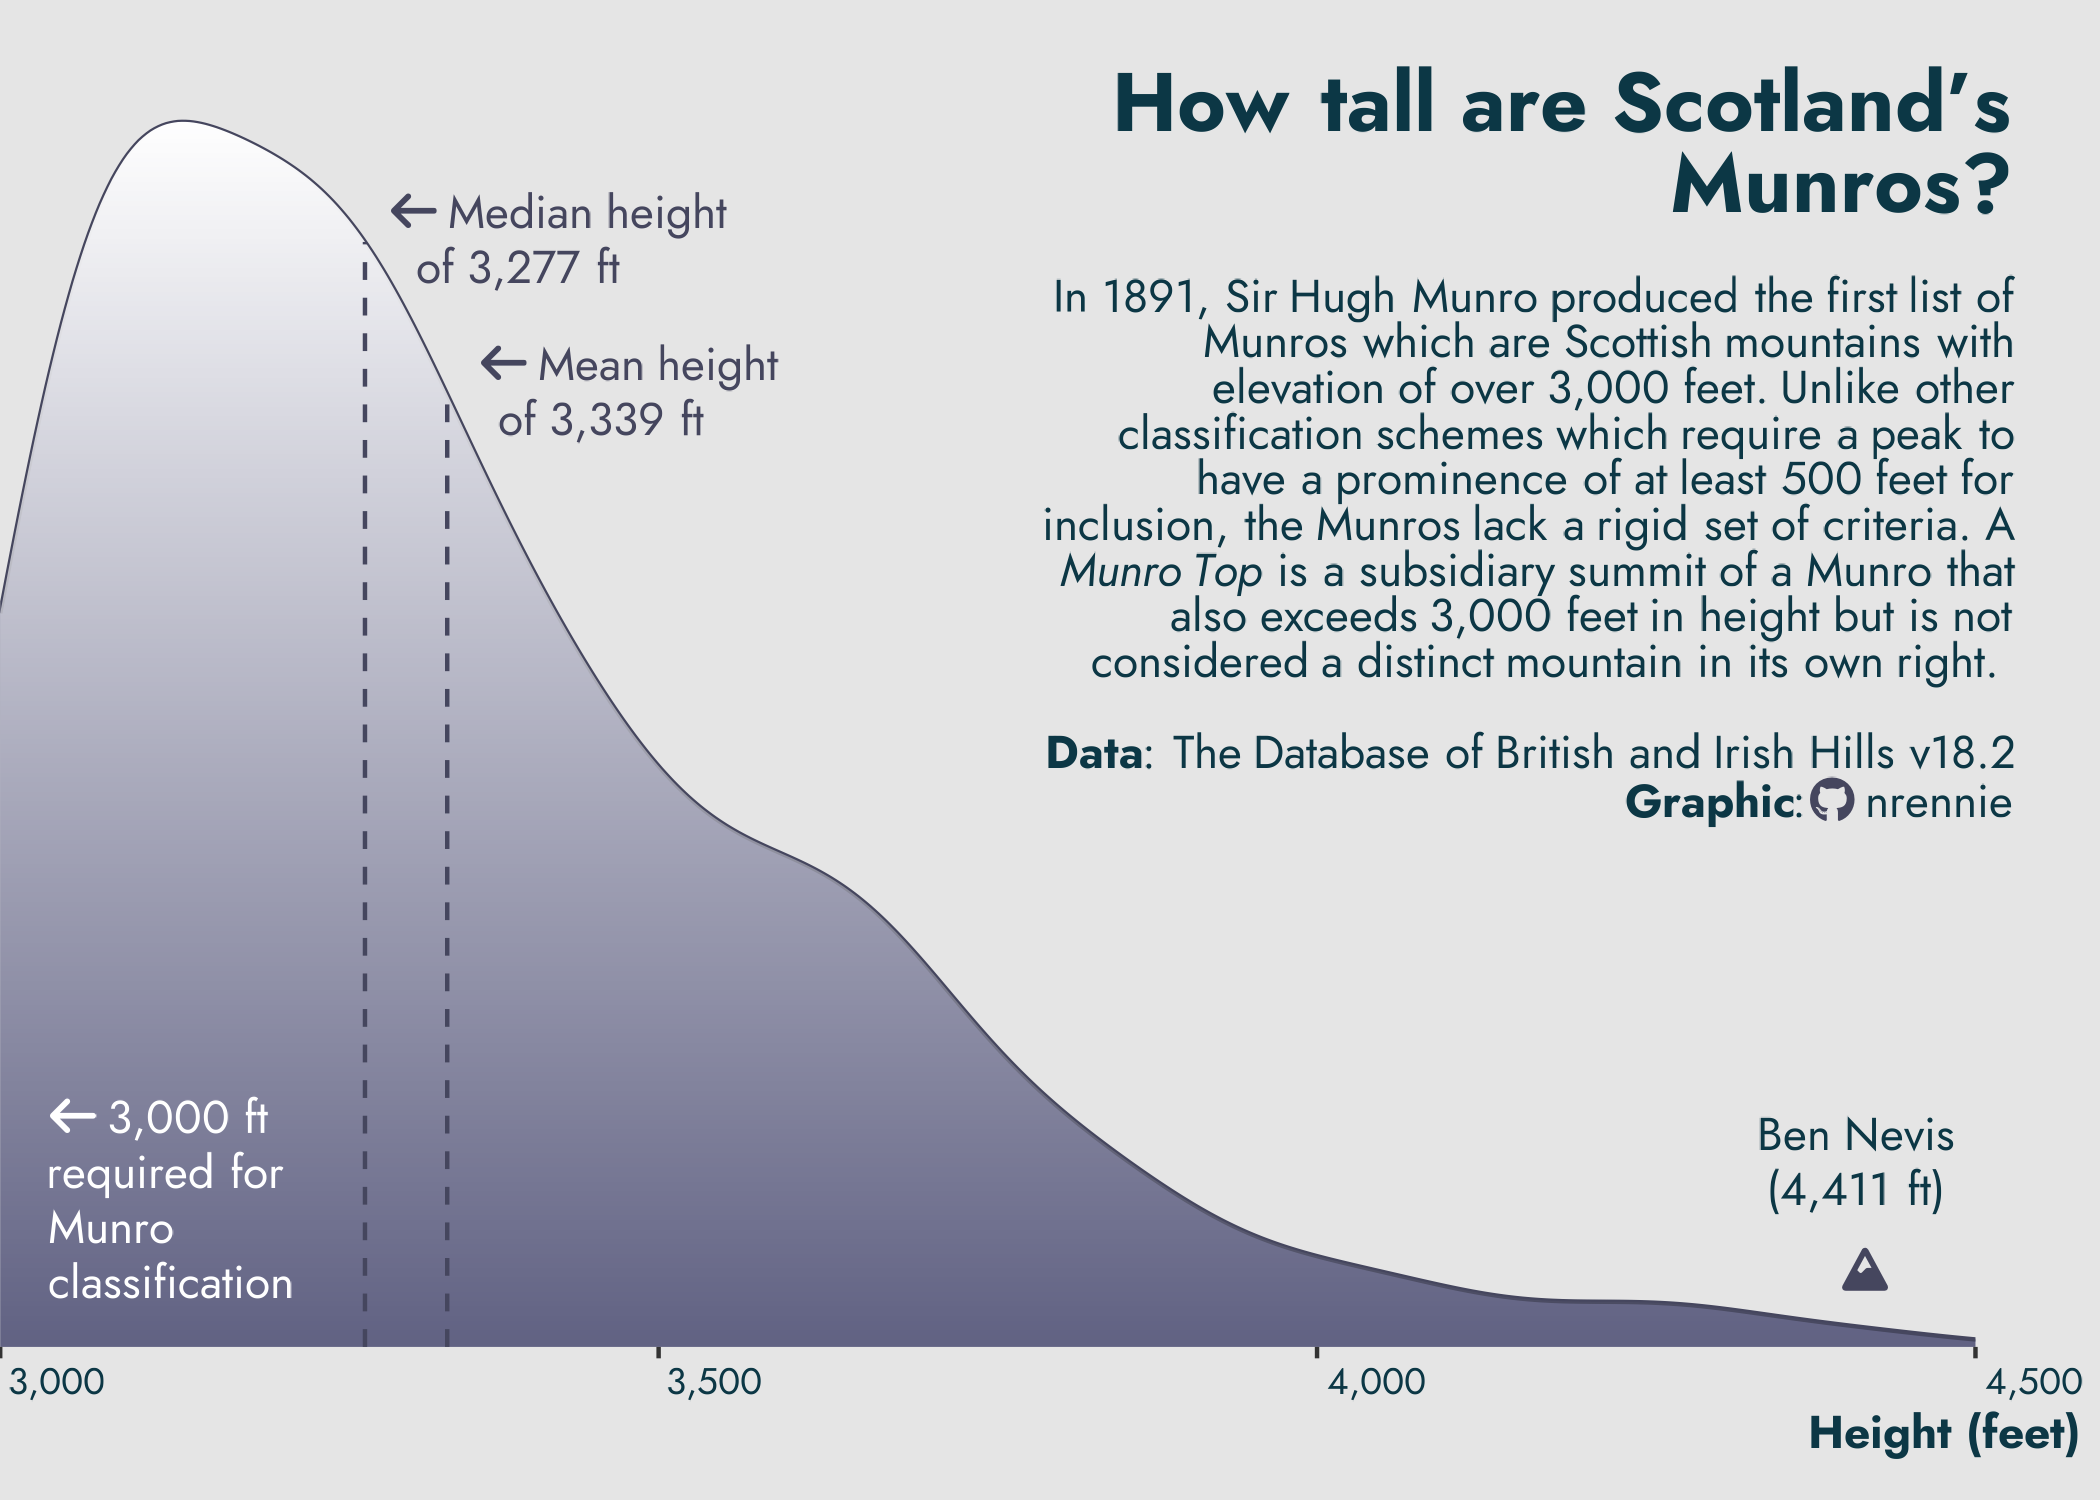 How tall are Scotland's
Munros?
In 1891, Sir Hugh Munro produced the first list of
Munros which are Scottish mountains with
elevation of over 3,000 feet. Unlike other
classification schemes which require a peak to
have a prominence of at least 500 feet for
inclusion, the Munros lack a rigid set of criteria. A
Munro Top is a subsidiary summit of a Munro that
also exceeds 3,000 feet in height but is not
considered a distinct mountain in its own right.
Data: The Database of British and Irish Hills v18.2
Graphic: nrennie
← Median height
of 3,277 ft
← Mean height
of 3,339 ft
← 3,000 ft
required for
Munro
classification
Ben Nevis
(4,411 ft)
3,000 3,500 4,000 4,500
Height (feet)